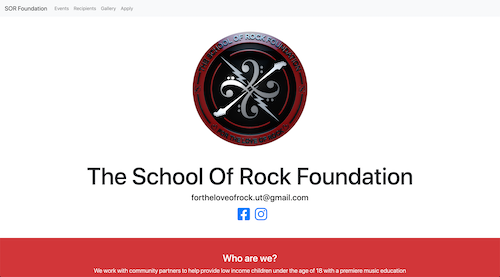 SOR Foundation Events Recipients Gallery Apply
THE SCHOOL OF ROCK FOUNDATION
The School Of Rock Foundation
fortheloveofrock.ut@gmail.com
Who are we?
We work with community partners to help provide low income children under the age of 18 with a premiere music education